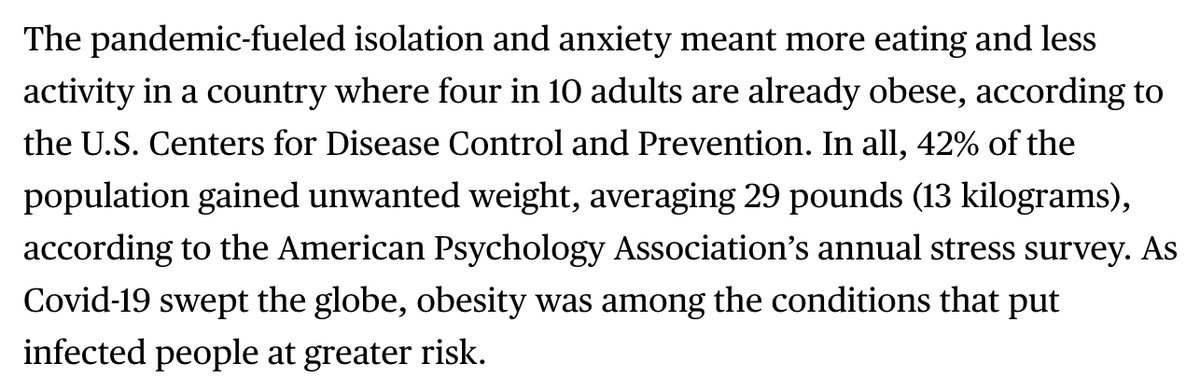 The pandemic-fueled isolation and anxiety meant more eating and less
activity in a country where four in 10 adults are already obese, according to
the U.S. Centers for Disease Control and Prevention. In all, 42% of the
population gained unwanted weight, averaging 29 pounds (13 kilograms),
according to the American Psychology Association’s annual stress survey. As
Covid-19 swept the globe, obesity was among the conditions that put
infected people at greater risk.